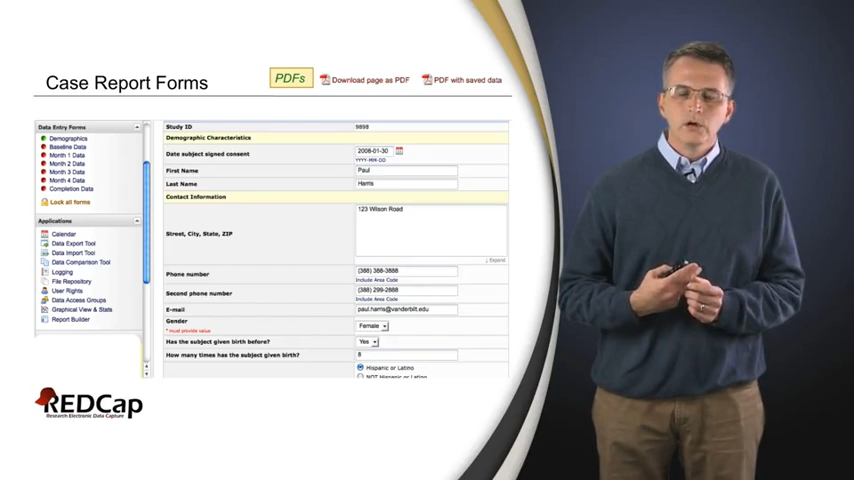 Case Report Forms
PDFs Download page as PDF PDF with saved data
Data Entry Forms
Demographics
Baseline Data
Month 1 Data
Month 2 Data
Month 3 Data
Month 4 Data
Completion Data
Lock all forms
Applications
Calendar
Data Export Tool
Data Import Tool
Data Comparison Tool
Logging
File Repository
User Rights
Data Access Groups
Graphical View & Stats
Report Builder
Study ID 9898
Demographic Characteristics
Date subject signed consent 2008-01-30
YYYY-MM-DD
First Name Paul
Last Name Harris
Contact Information
Street, City, State, ZIP 123 Wilson Road
Expand
Phone number (388) 388-3888
Include Area Code
Second phone number (388) 299-2888
Include Area Code
E-mail paul.harris@vanderbilt.edu
Gender Female
* must provide value
Has the subject given birth before? Yes
How many times has the subject given birth? 8
Hispanic or Latino
NOT Hispanic or Latino
REDCap
Research Electronic Data Capture